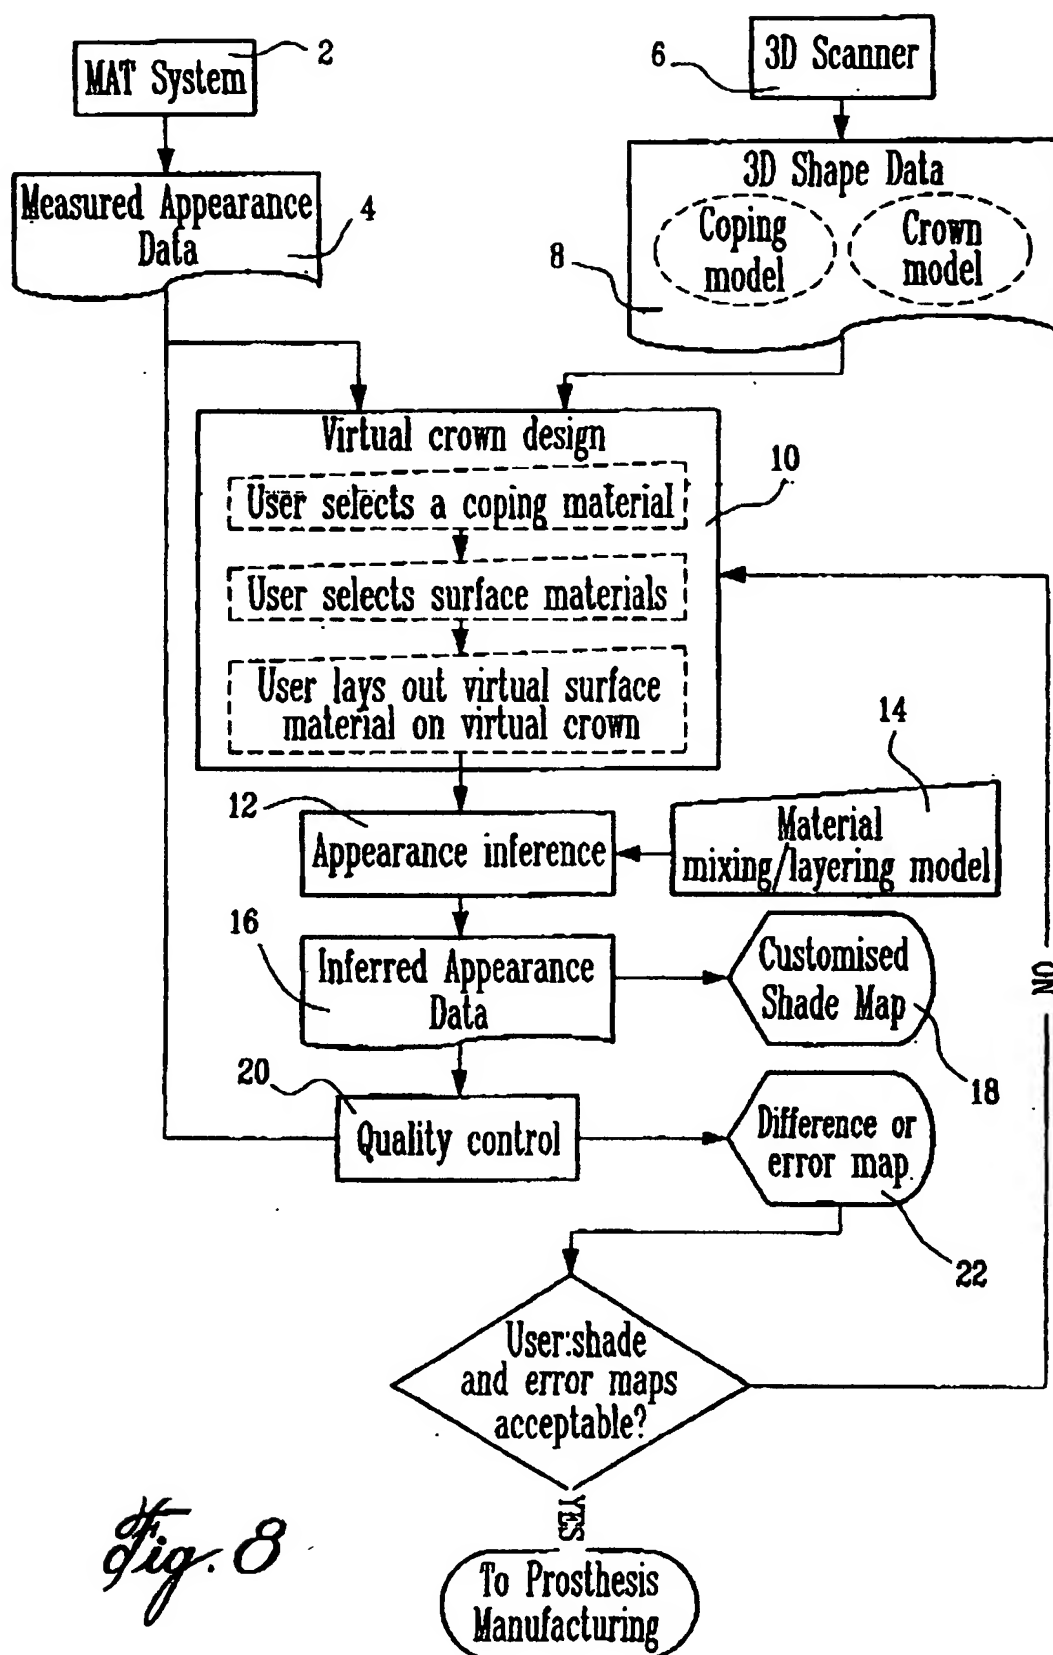 2
MAT System
6
3D Scanner
Measured Appearance
Data
4
3D Shape Data
Coping
model
Crown
model
8
Virtual crown design
10
User selects a coping material
User selects surface materials
User lays out virtual surface
material on virtual crown
14
12
Appearance inference
Material
mixing/layering model
16
Inferred Appearance
Data
Customised
Shade Map
NO
18
20
Quality control
Difference or
error map
22
User:shade
and error maps
acceptable?
YES
To Prosthesis
Manufacturing
Fig. 8